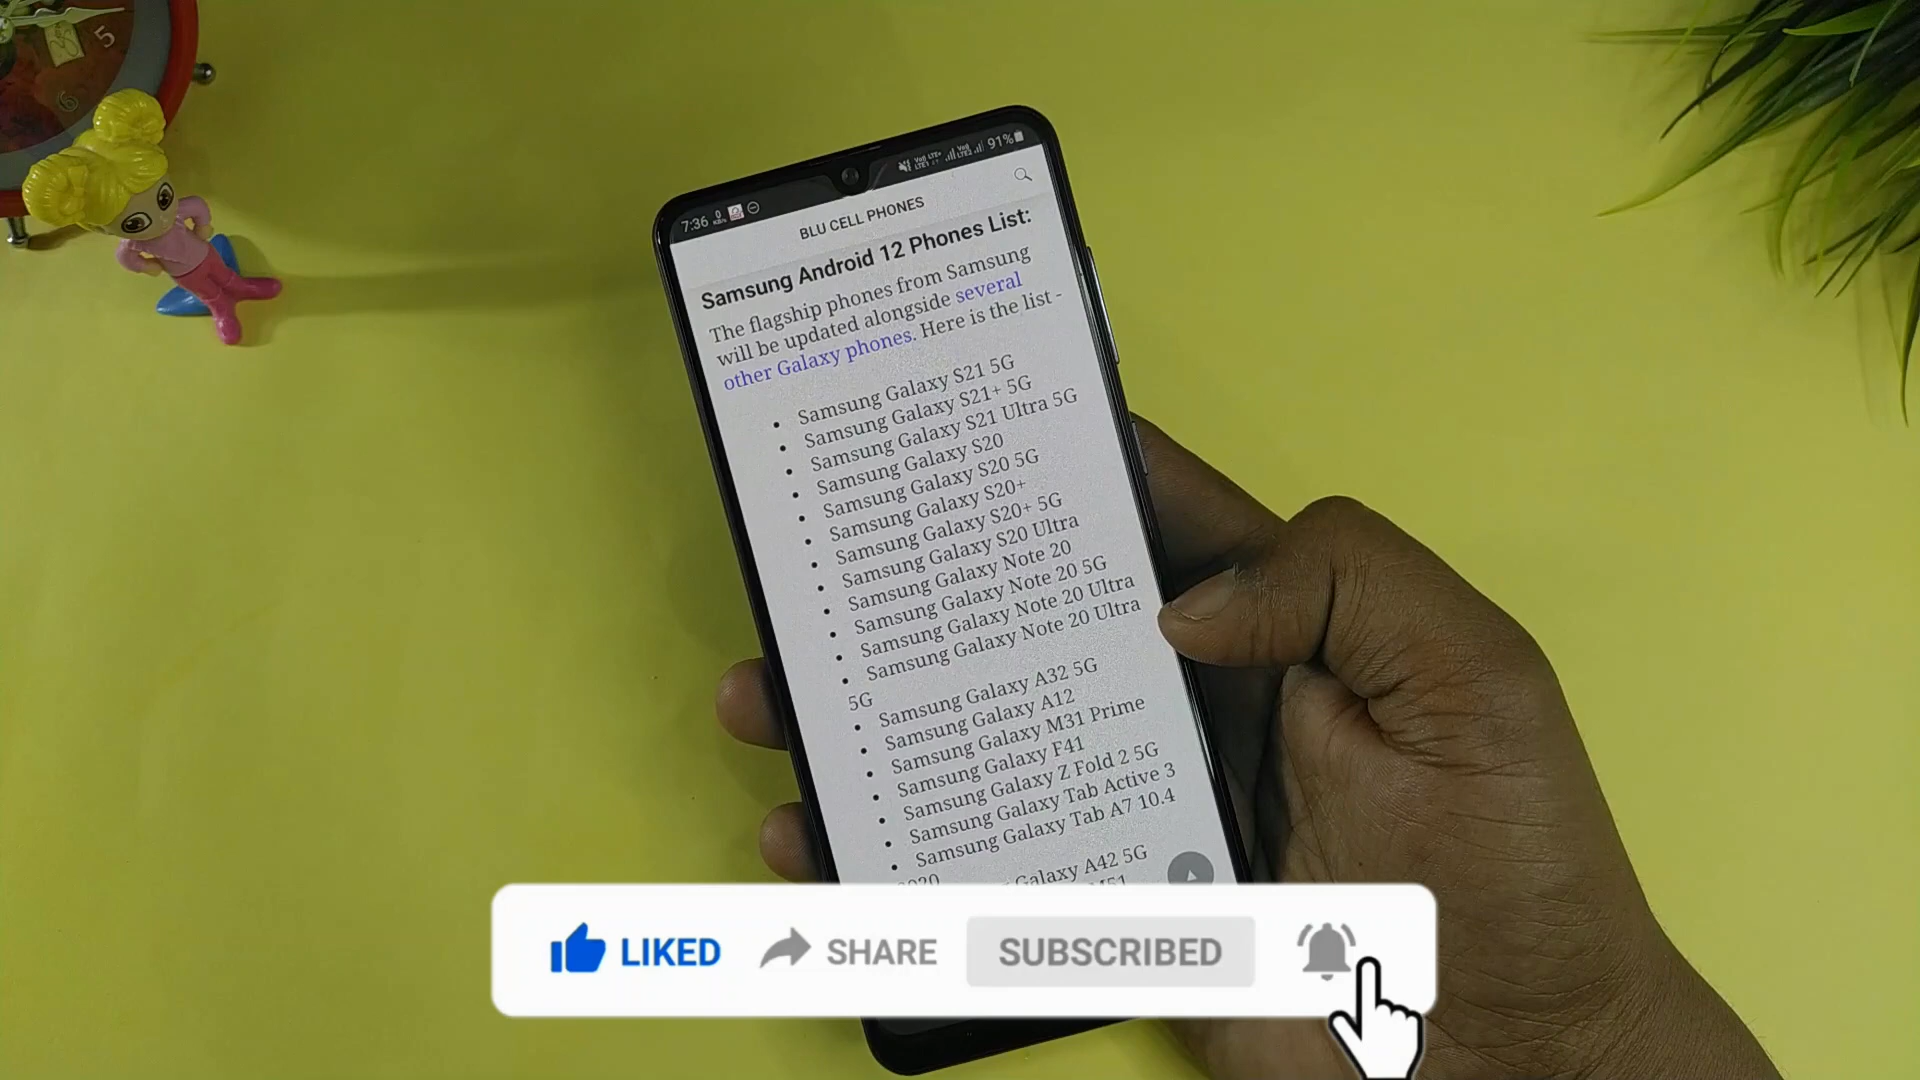 5
6
7:36
91%
BLU CELL PHONES
Samsung Android 12 Phones List:
The flagship phones from Samsung
will be updated alongside several
other Galaxy phones. Here is the list -
• Samsung Galaxy S21 5G
• Samsung Galaxy S21+ 5G
• Samsung Galaxy S21 Ultra 5G
• Samsung Galaxy S20
• Samsung Galaxy S20 5G
• Samsung Galaxy S20+
• Samsung Galaxy S20+ 5G
• Samsung Galaxy S20 Ultra
• Samsung Galaxy Note 20
• Samsung Galaxy Note 20 5G
• Samsung Galaxy Note 20 Ultra
• Samsung Galaxy Note 20 Ultra
5G
• Samsung Galaxy A32 5G
• Samsung Galaxy A12
• Samsung Galaxy M31 Prime
• Samsung Galaxy F41
• Samsung Galaxy Z Fold 2 5G
• Samsung Galaxy Tab Active 3
• Samsung Galaxy Tab A7 10.4
Galaxy A42 5G
LIKED SHARE SUBSCRIBED